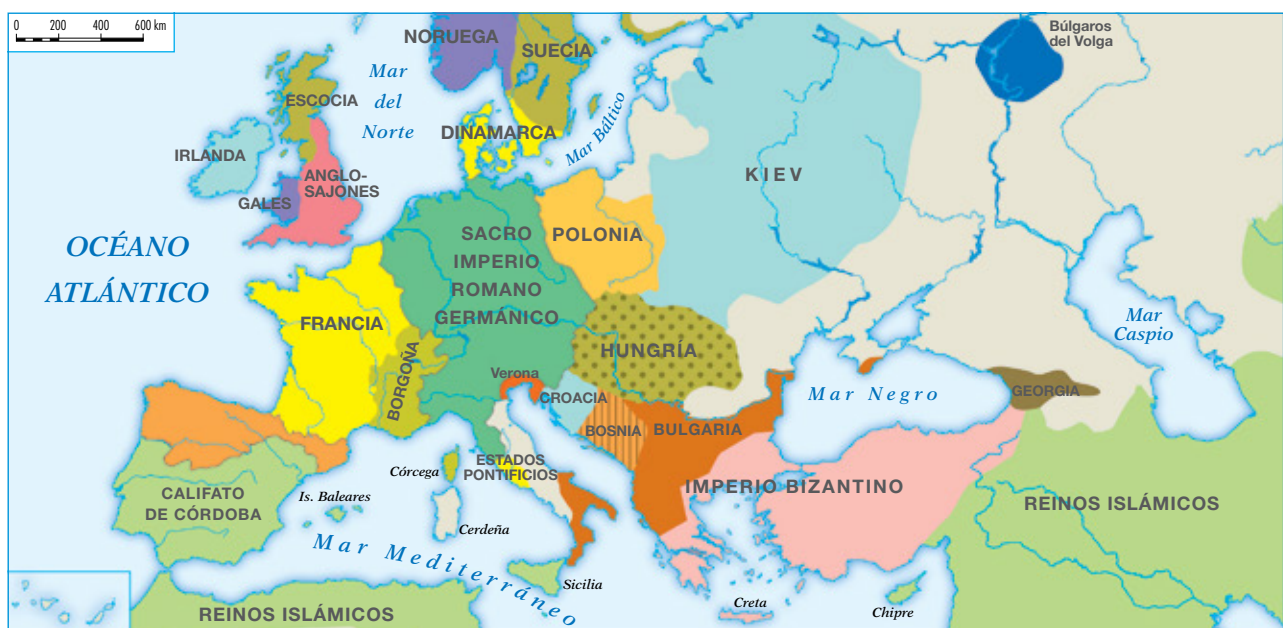 0 200 400 600 km
NORUEGA
SUECIA
Búlgaros
del Volga
Mar
del
Norte
ESCOCIA
DINAMARCA
Mar Báltico
IRLANDA
ANGLO-
SAJONES
GALES
KIEV
OCÉANO
ATLÁNTICO
SACRO
IMPERIO
ROMANO
GERMÁNICO
POLONIA
FRANCIA
BORGOÑA
HUNGRÍA
Mar
Caspio
Verona
CROACIA
BOSNIA
BULGARIA
Mar Negro
GEORGIA
CALIFATO
DE CÓRDOBA
Is. Baleares
Córcega
ESTADOS
PONTIFICIOS
IMPERIO BIZANTINO
REINOS ISLÁMICOS
Cerdeña
Mar Mediterráneo
Sicilia
Creta
Chipre
REINOS ISLÁMICOS